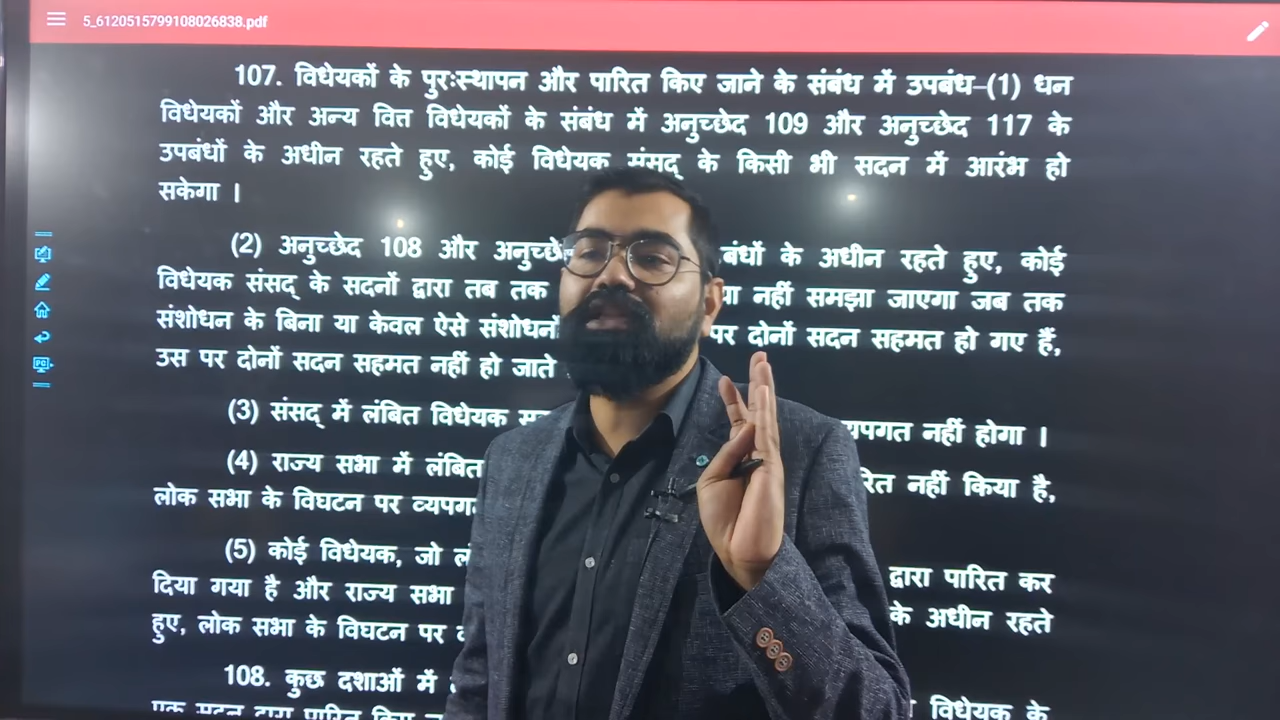 5_6120515799108026838.pdf
107. विधेयकों के पुरःस्थापन और पारित किए जाने के संबंध में उपबंध–(1) धन
विधेयकों और अन्य वित्त विधेयकों के संबंध में अनुच्छेद 109 और अनुच्छेद 117 के
उपबंधों के अधीन रहते हुए, कोई विधेयक संसद् के किसी भी सदन में आरंभ हो
सकेगा ।
(2) अनुच्छेद 108 और बंधों के अधीन रहते हुए, कोई
विधेयक संसद् के सदनों द्वारा तब तक नहीं समझा जाएगा जब तक
संशोधन के बिना या केवल ऐसे पर दोनों सदन सहमत हो गए हैं,
उस पर दोनों सदन सहमत नहीं हो जाते
(3) संसद् में लंबित विधेयक व्यपगत नहीं होगा ।
(4) राज्य सभा में लंबित नहीं किया है,
लोक सभा के विघटन पर
(5) कोई विधेयक, जो द्वारा पारित कर
दिया गया है और राज्य सभा के अधीन रहते
हुए, लोक सभा के विघटन पर
108. कुछ दशाओं में
विधेयक के